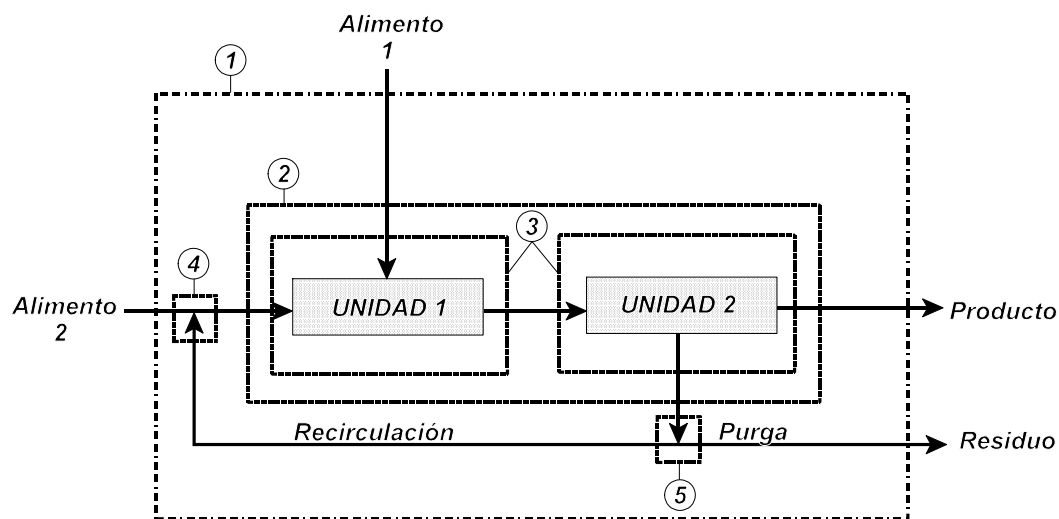 Alimento
1
1
2
3
4
UNIDAD 1
UNIDAD 2
Alimento
2
Producto
Recirculación
Purga
Residuo
5